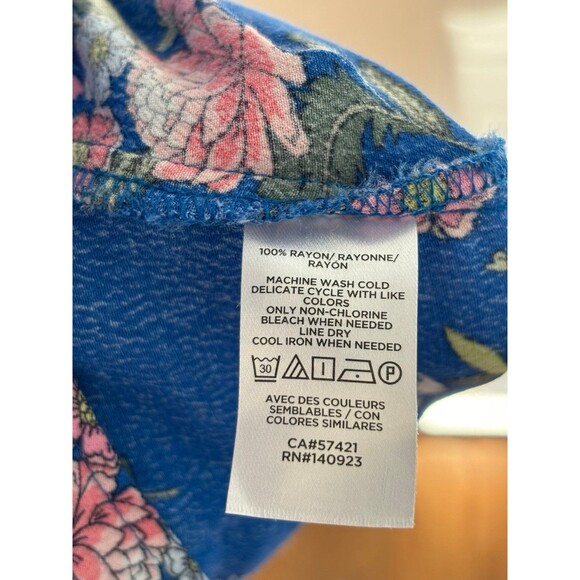 100% RAYON/ RAYONNE/
RAYÓN
MACHINE WASH COLD
DELICATE CYCLE WITH LIKE
COLORS
ONLY NON-CHLORINE
BLEACH WHEN NEEDED
LINE DRY
COOL IRON WHEN NEEDED
30 P
AVEC DES COULEURS
SEMBLABLES / CON
COLORES SIMILARES
CA#57421
RN#140923